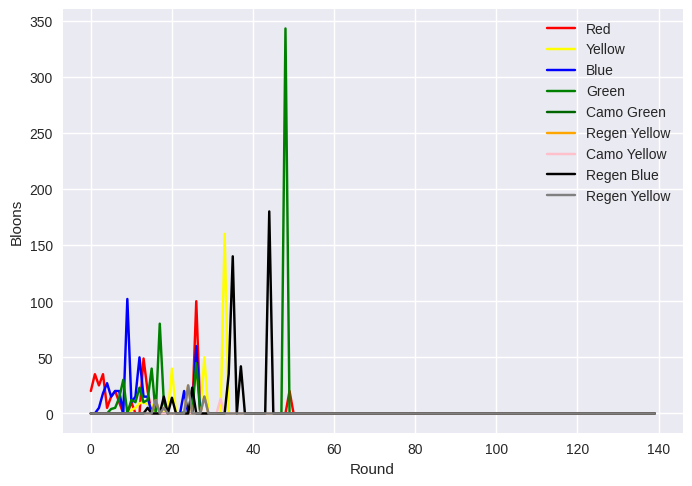 350
300
250
200
150
100
50
0
Bloons
0 20 40 60 80 100 120 140
Round
Red
Yellow
Blue
Green
Camo Green
Regen Yellow
Camo Yellow
Regen Blue
Regen Yellow